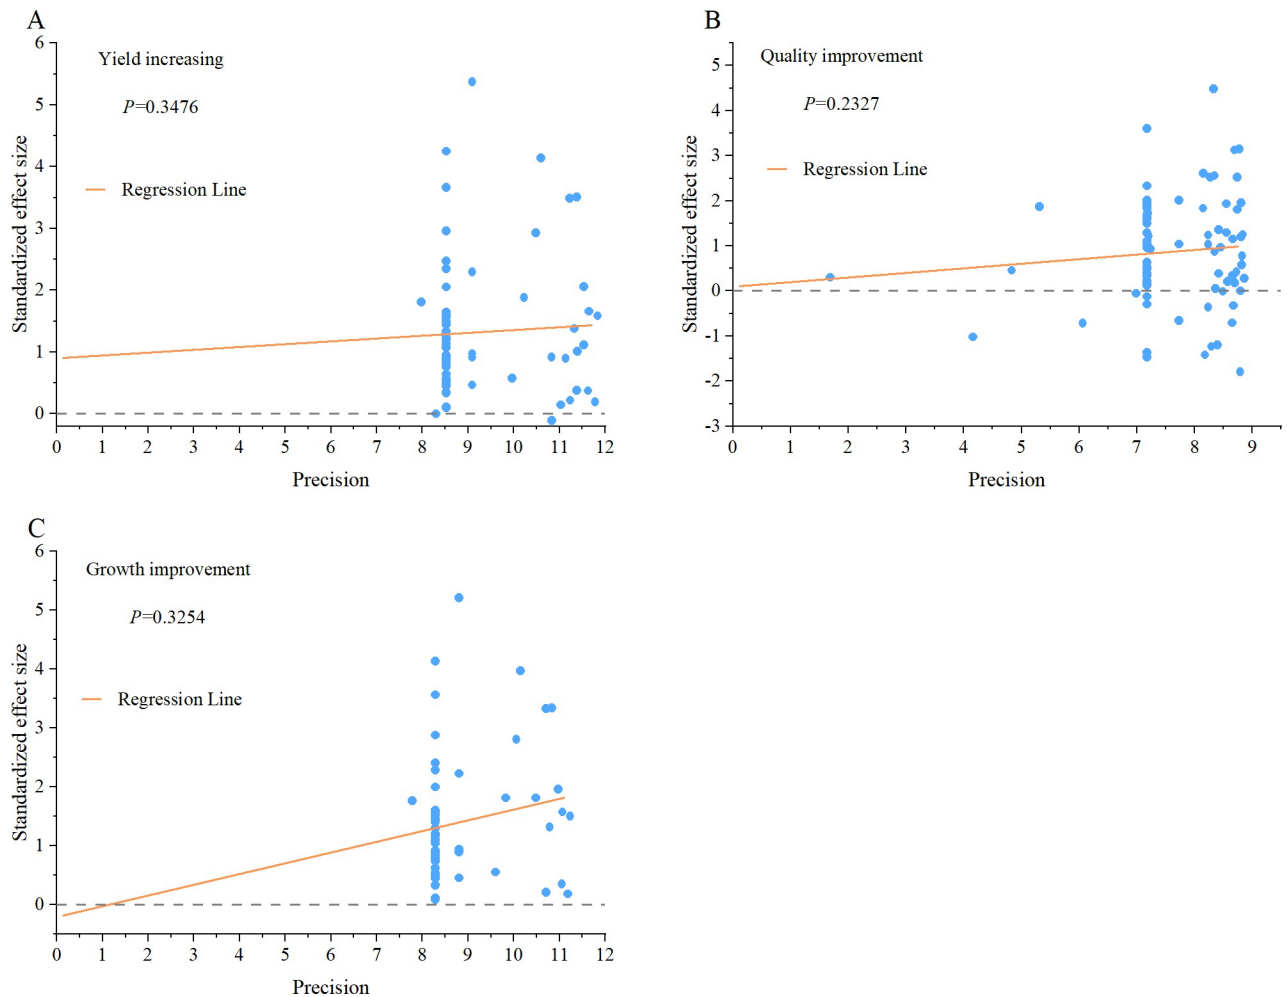 A
Yield increasing
P=0.3476
Regression Line
Standardized effect size
6
5
4
3
2
1
0
0 1 2 3 4 5 6 7 8 9 10 11 12
Precision
B
Quality improvement
P=0.2327
Regression Line
Standardized effect size
5
4
3
2
1
0
-1
-2
-3
0 1 2 3 4 5 6 7 8 9
Precision
C
Growth improvement
P=0.3254
Regression Line
Standardized effect size
6
5
4
3
2
1
0
0 1 2 3 4 5 6 7 8 9 10 11 12
Precision